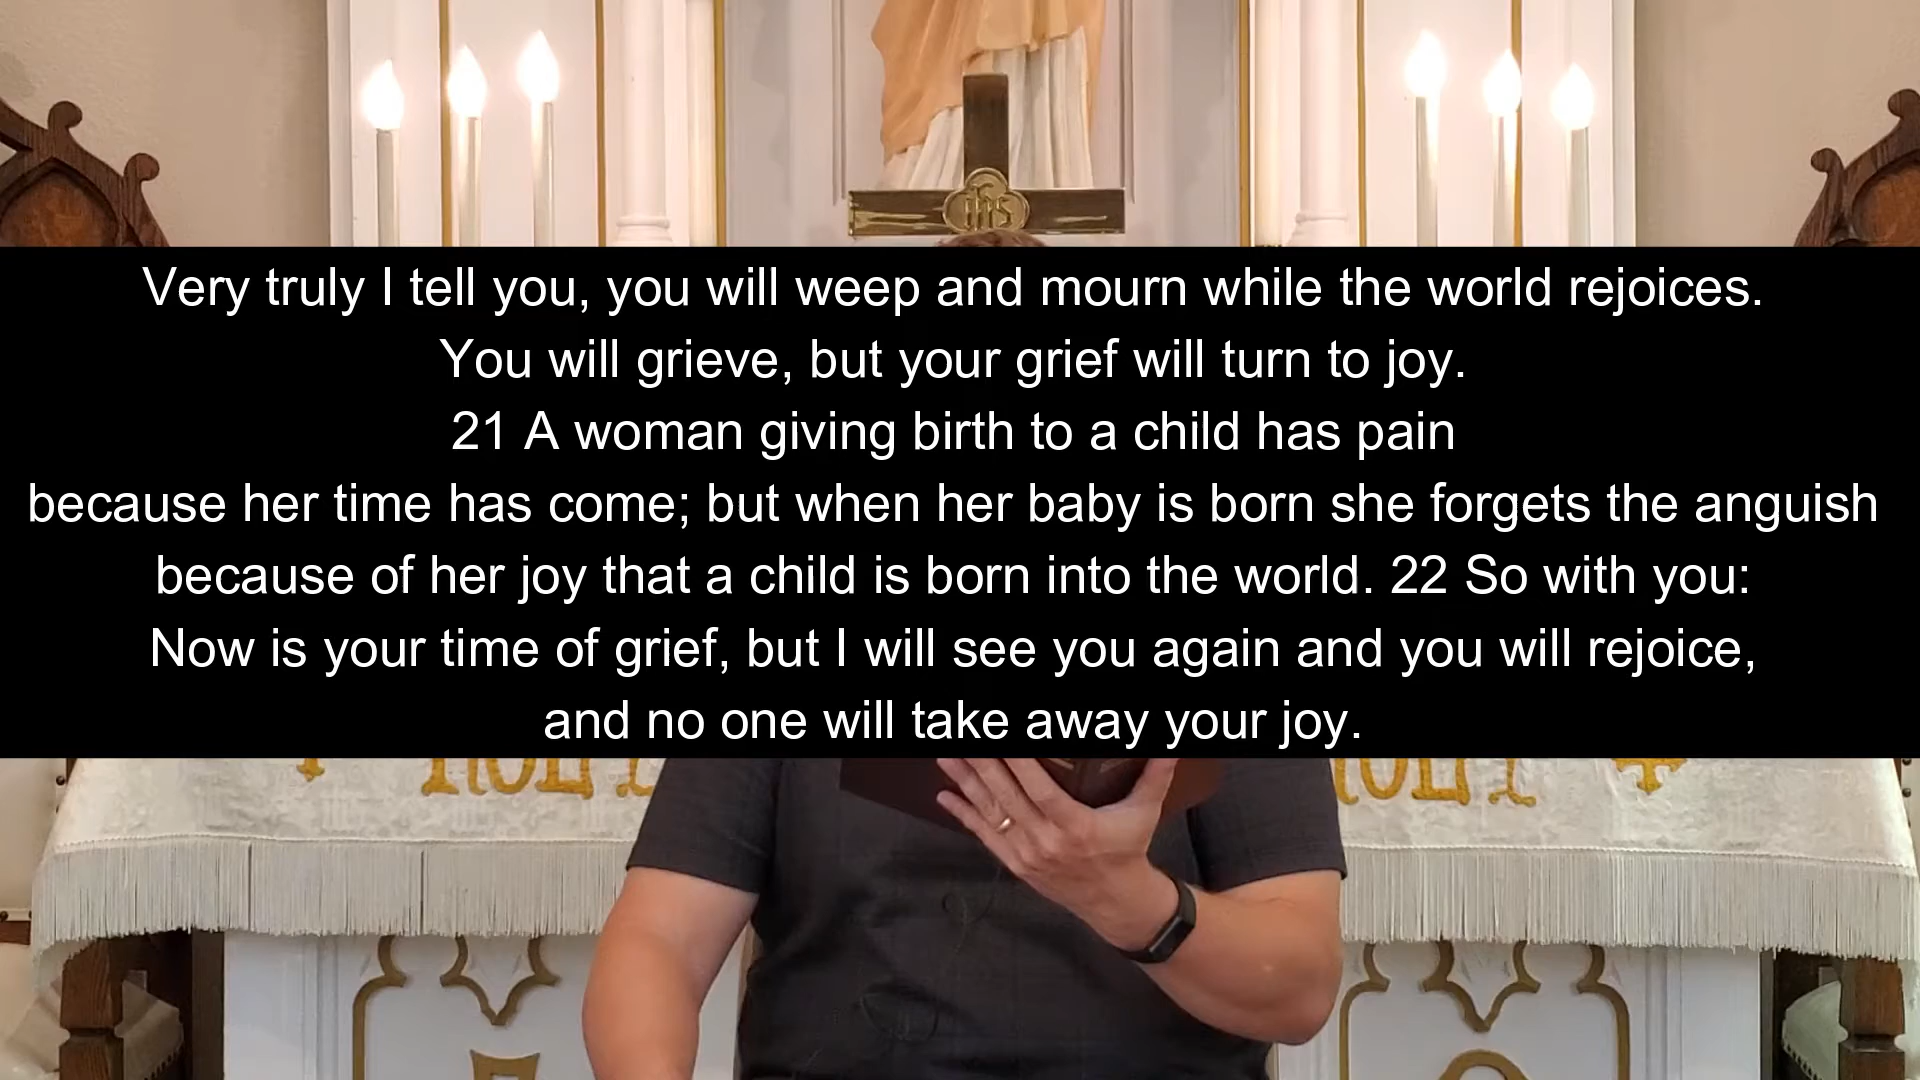 ihs
Very truly I tell you, you will weep and mourn while the world rejoices.
You will grieve, but your grief will turn to joy.
21 A woman giving birth to a child has pain
because her time has come; but when her baby is born she forgets the anguish
because of her joy that a child is born into the world. 22 So with you:
Now is your time of grief, but I will see you again and you will rejoice,
and no one will take away your joy.
HOLY HOLY